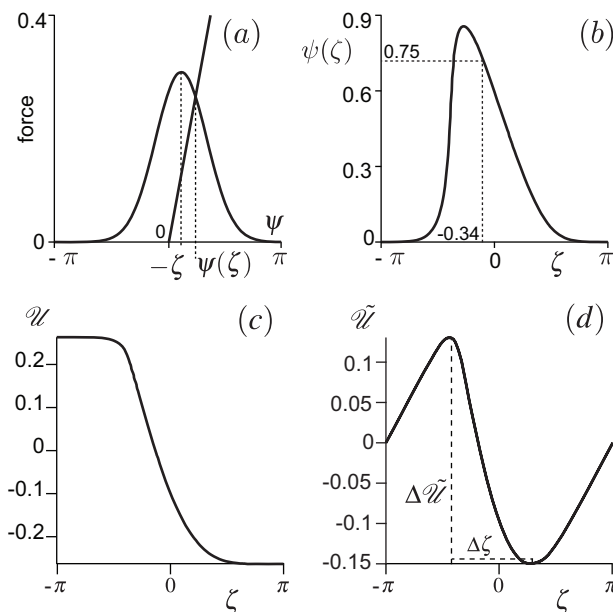 0.4
(a)
force
0
ψ
0
- π
-ζ
ψ(ζ)
π
0.9
(b)
ψ(ζ)
0.75
0.6
0.3
0
-0.34
- π
0
ζ
π
𝒰
(c)
0.2
0.1
0
-0.1
-0.2
-π
0
ζ
π
𝒰̃
(d)
0.1
0.05
0
-0.05
Δ𝒰̃
-0.1
Δζ
-0.15
-π
0
ζ
π